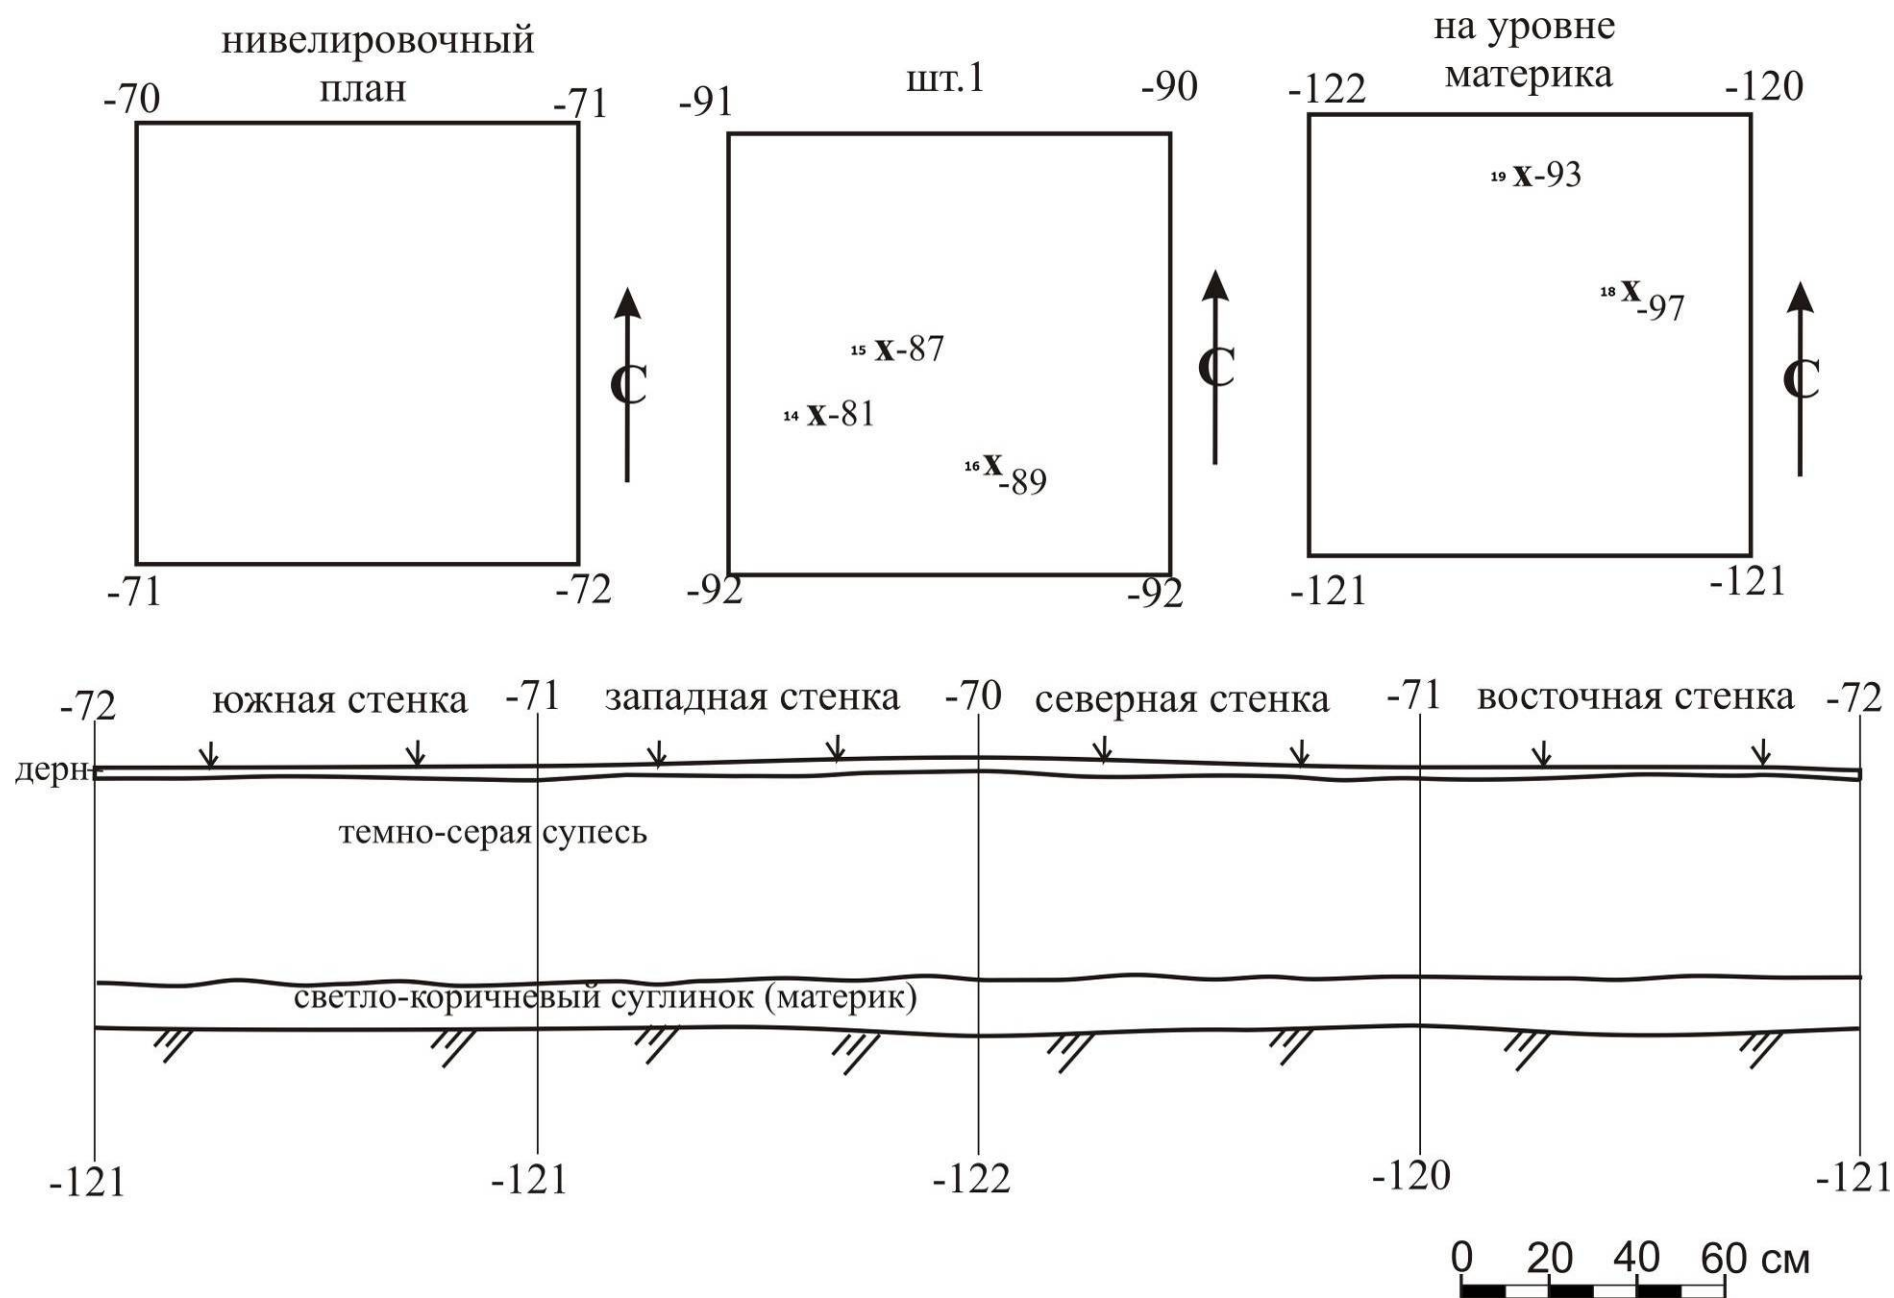 нивелировочный
план
-70
-71
-71
-72
С
шт.1
-91
-90
15 х-87
14 х-81
16 х
-89
-92
-92
С
на уровне
материка
-122
-120
19 х-93
18 х
-97
-121
-121
С
-72 южная стенка -71 западная стенка -70 северная стенка -71 восточная стенка -72
дерн
темно-серая супесь
светло-коричневый суглинок (материк)
-121 -121 -122 -120 -121
0 20 40 60 см